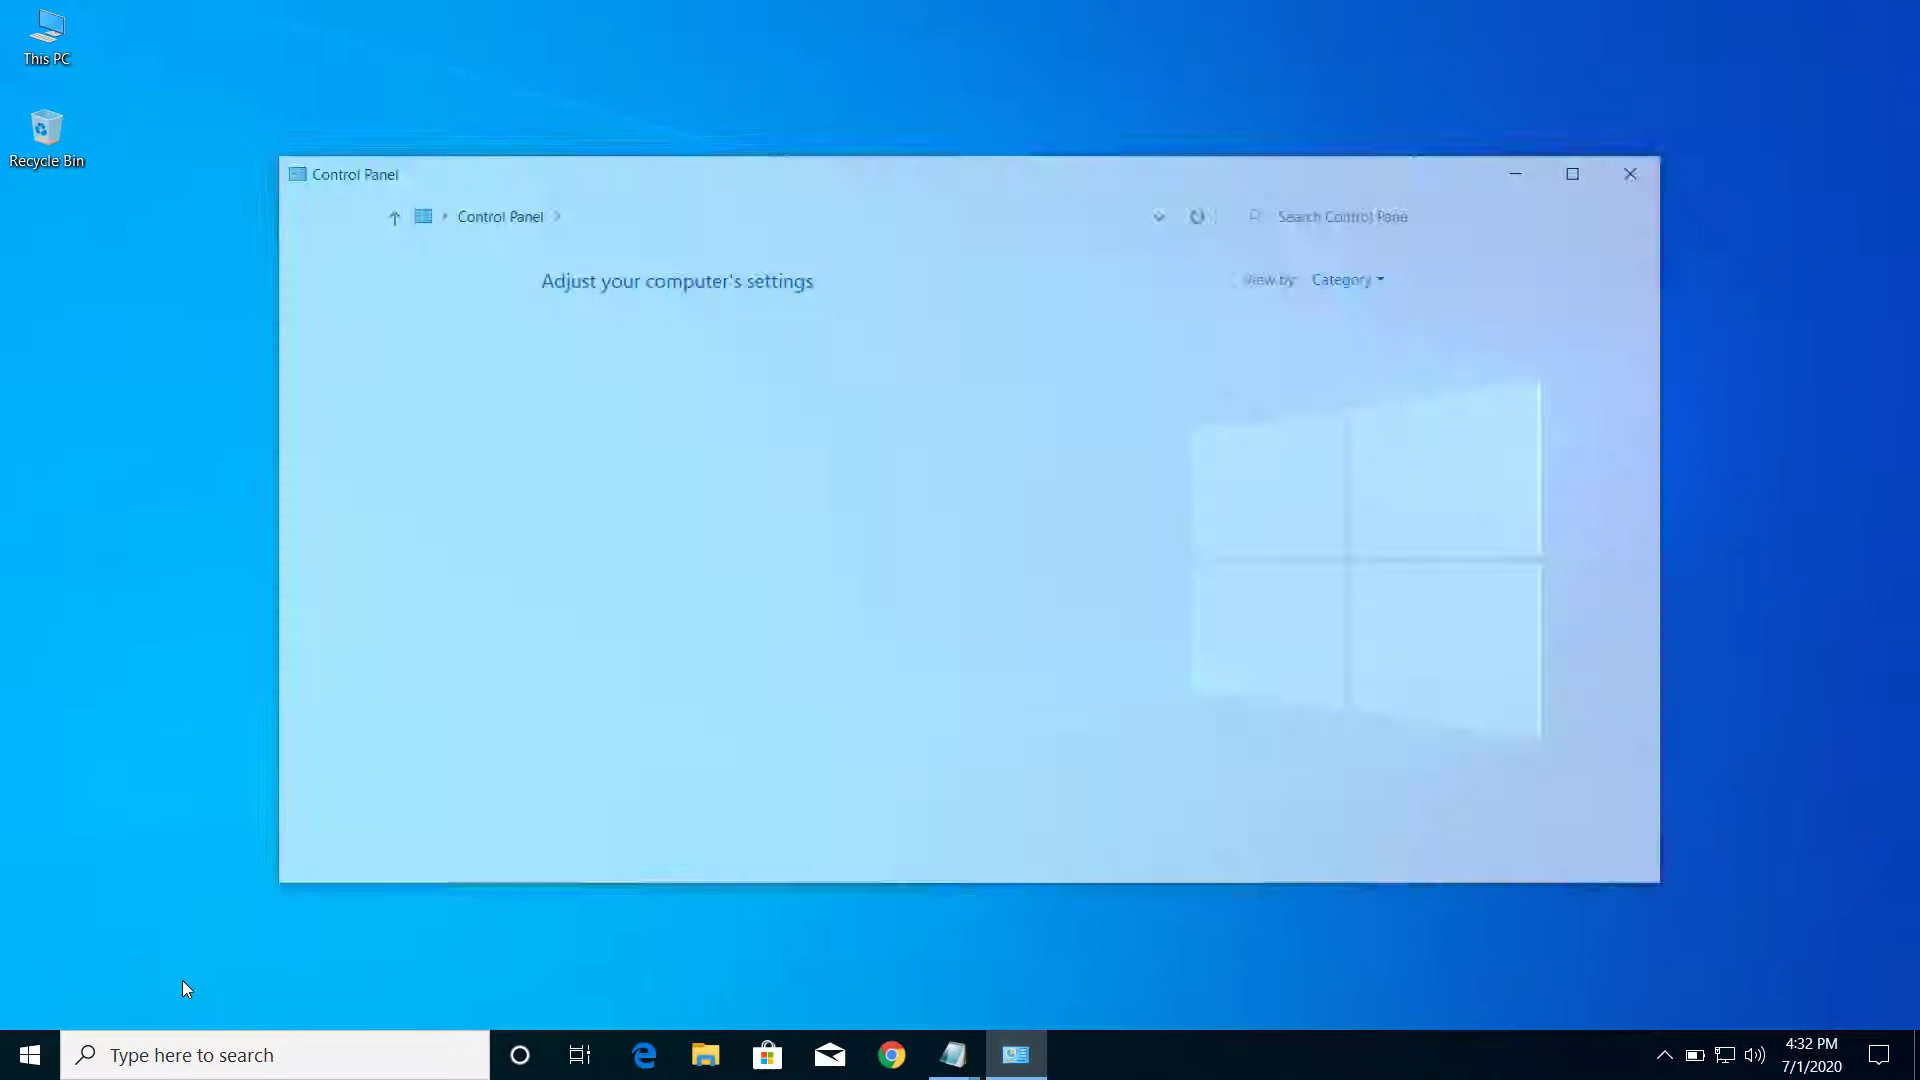 This PC
Recycle Bin
Control Panel
Control Panel
Search Control Pane
Adjust your computer's settings
View by: Category
Type here to search
4:32 PM
7/1/2020